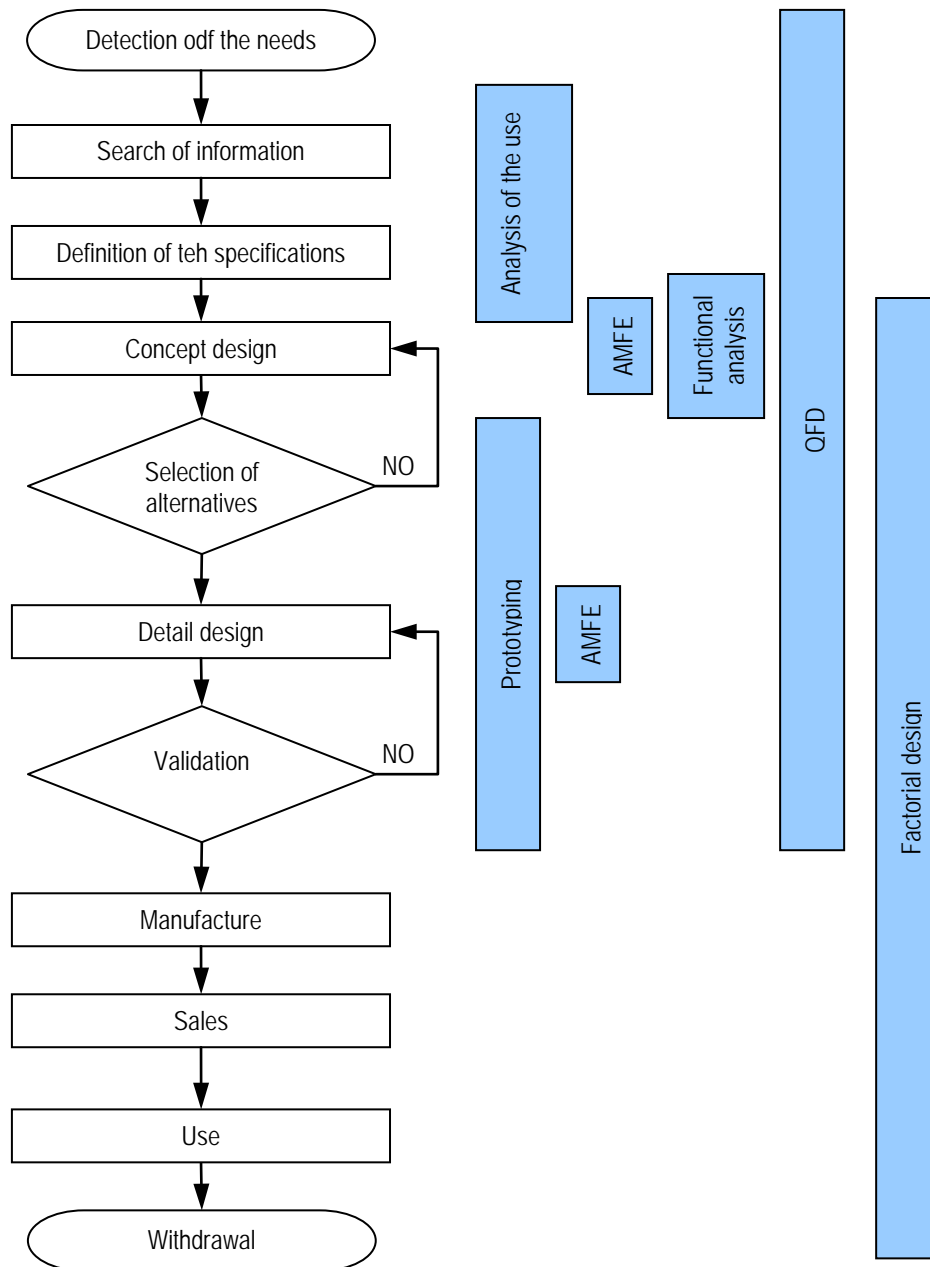 Detection odf the needs
Search of information
Definition of teh specifications
Concept design
Selection of
alternatives
NO
Detail design
Validation
NO
Manufacture
Sales
Use
Withdrawal
Analysis of the use
AMFE
Functional
analysis
QFD
Prototyping
AMFE
Factorial design